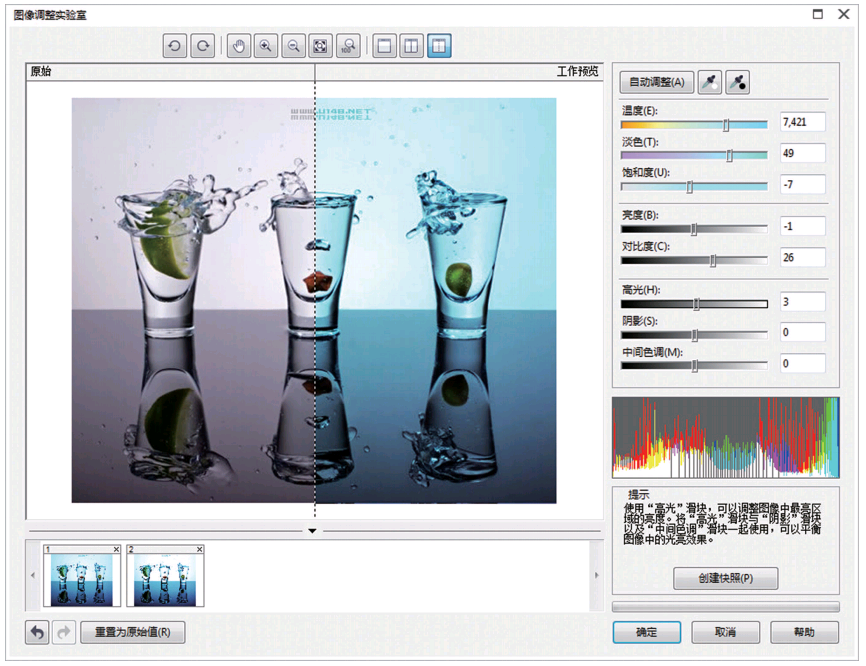 图像调整实验室
100
原始
工作预览
自动调整(A)
温度(E):
7,421
淡色(T):
49
饱和度(U):
-7
亮度(B):
-1
对比度(C):
26
高光(H):
3
阴影(S):
0
中间色调(M):
0
提示
使用“高光”滑块，可以调整图像中最亮区
域的亮度。将“高光”滑块与“阴影”滑块
以及“中间色调”滑块一起使用，可以平衡
图像中的光亮效果。
创建快照(P)
1
2
重置为原始值(R)
确定
取消
帮助